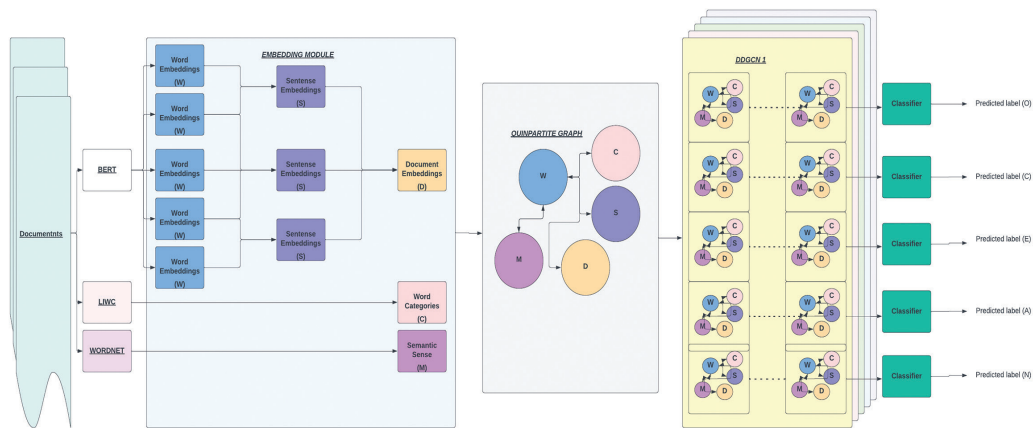 Documentnts
BERT
LIWC
WORDNET
EMBEDDING MODULE
Word
Embeddings
(W)
Word
Embeddings
(W)
Word
Embeddings
(W)
Word
Embeddings
(W)
Word
Embeddings
(W)
Sentense
Embeddings
(S)
Sentense
Embeddings
(S)
Sentense
Embeddings
(S)
Document
Embeddings
(D)
Word
Categories
(C)
Semantic
Sense
(M)
QUINPARTITE GRAPH
C
W
S
M
D
DDGCN 1
C
W
S
M
D
C
W
S
M
D
Classifier
Predicted label (O)
C
W
S
M
D
C
W
S
M
D
Classifier
Predicted label (C)
C
W
S
M
D
C
W
S
M
D
Classifier
Predicted label (E)
C
W
S
M
D
C
W
S
M
D
Classifier
Predicted label (A)
C
W
S
M
D
C
W
S
M
D
Classifier
Predicted label (N)